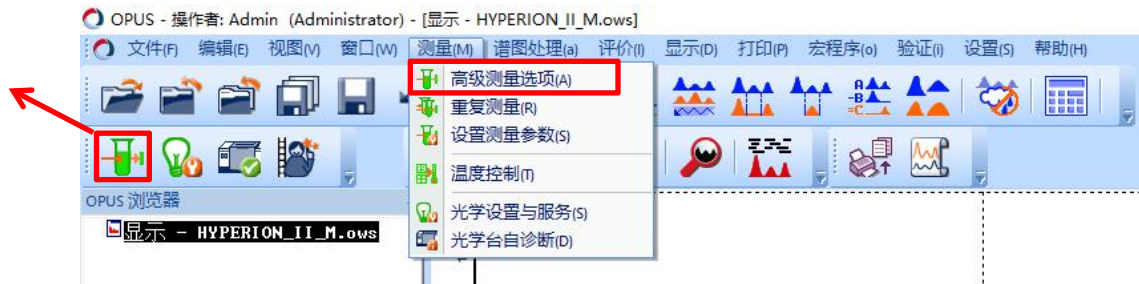 OPUS - 操作者: Admin (Administrator) - [显示 - HYPERION_II_M.ows]
文件(F) 编辑(E) 视图(V) 窗口(W) 测量(M) 谱图处理(a) 评价(l) 显示(D) 打印(P) 宏程序(o) 验证(i) 设置(S) 帮助(H)
高级测量选项(A)
重复测量(R)
设置测量参数(S)
温度控制(T)
光学设置与服务(S)
光学台自诊断(D)
OPUS 浏览器
显示 - HYPERION_II_M.ows